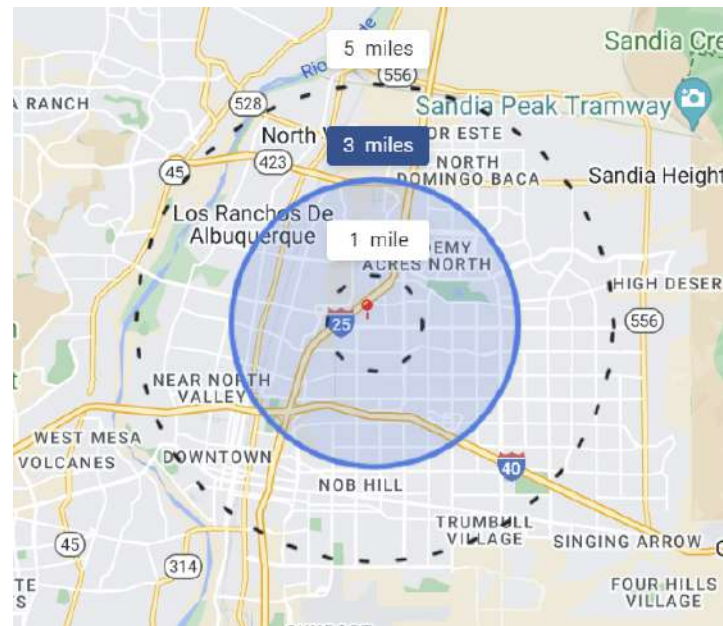 5 miles
Sandia Cre
Rio
556
A RANCH
528
Sandia Peak Tramway
North V
OR ESTE
3 miles
423
NORTH
DOMINGO BACA
45
Sandia Height
Los Ranchos De
Albuquerque
1 mile
DEMY
ACRES NORTH
HIGH DESER
25
556
NEAR NORTH
VALLEY
WEST MESA
VOLCANES
DOWNTOWN
40
NOB HILL
TRUMBULL
VILLAGE
45
SINGING ARROW
314
FOUR HILLS
VILLAGE